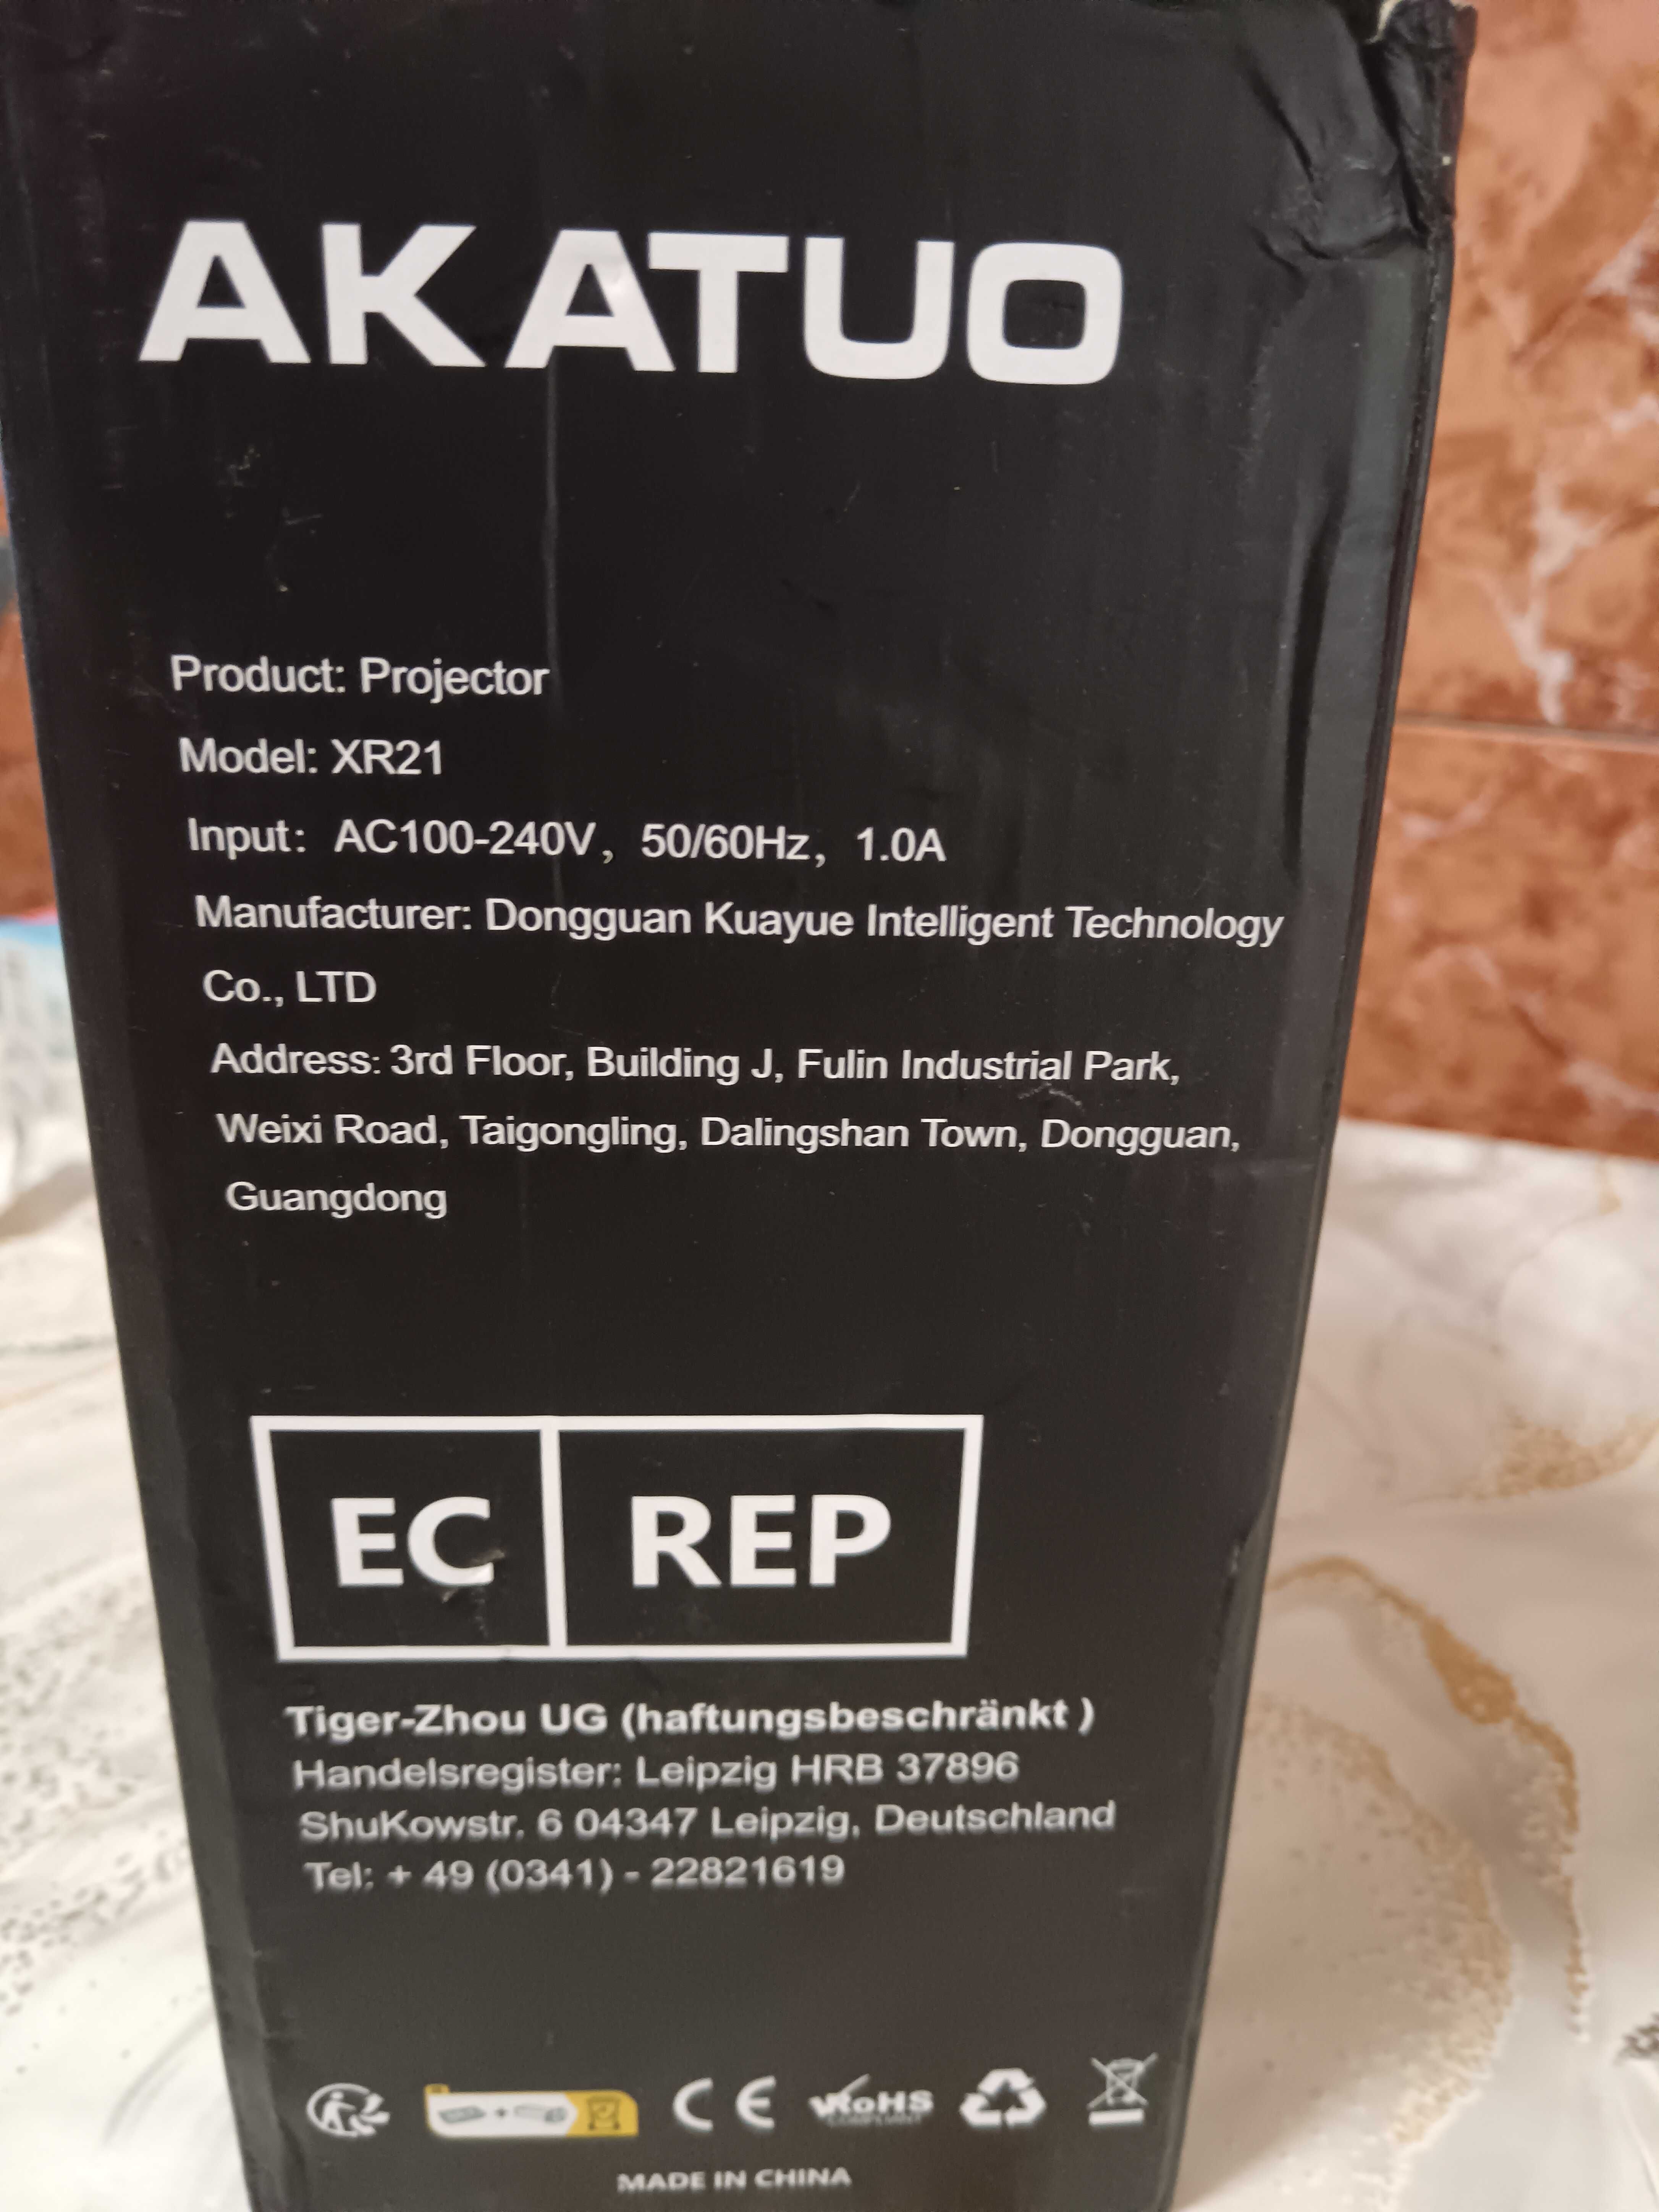 AKATUO
Product: Projector
Model: XR21
Input: AC100-240V, 50/60Hz, 1.0A
Manufacturer: Dongguan Kuayue Intelligent Technology
Co., LTD
Address: 3rd Floor, Building J, Fulin Industrial Park,
Weixi Road, Taigongling, Dalingshan Town, Dongguan,
Guangdong
EC REP
Tiger-Zhou UG (haftungsbeschränkt )
Handelsregister: Leipzig HRB 37896
ShuKowstr. 6 04347 Leipzig, Deutschland
Tel: + 49 (0341) - 22821619
CE RoHS
COMPLIANT
MADE IN CHINA